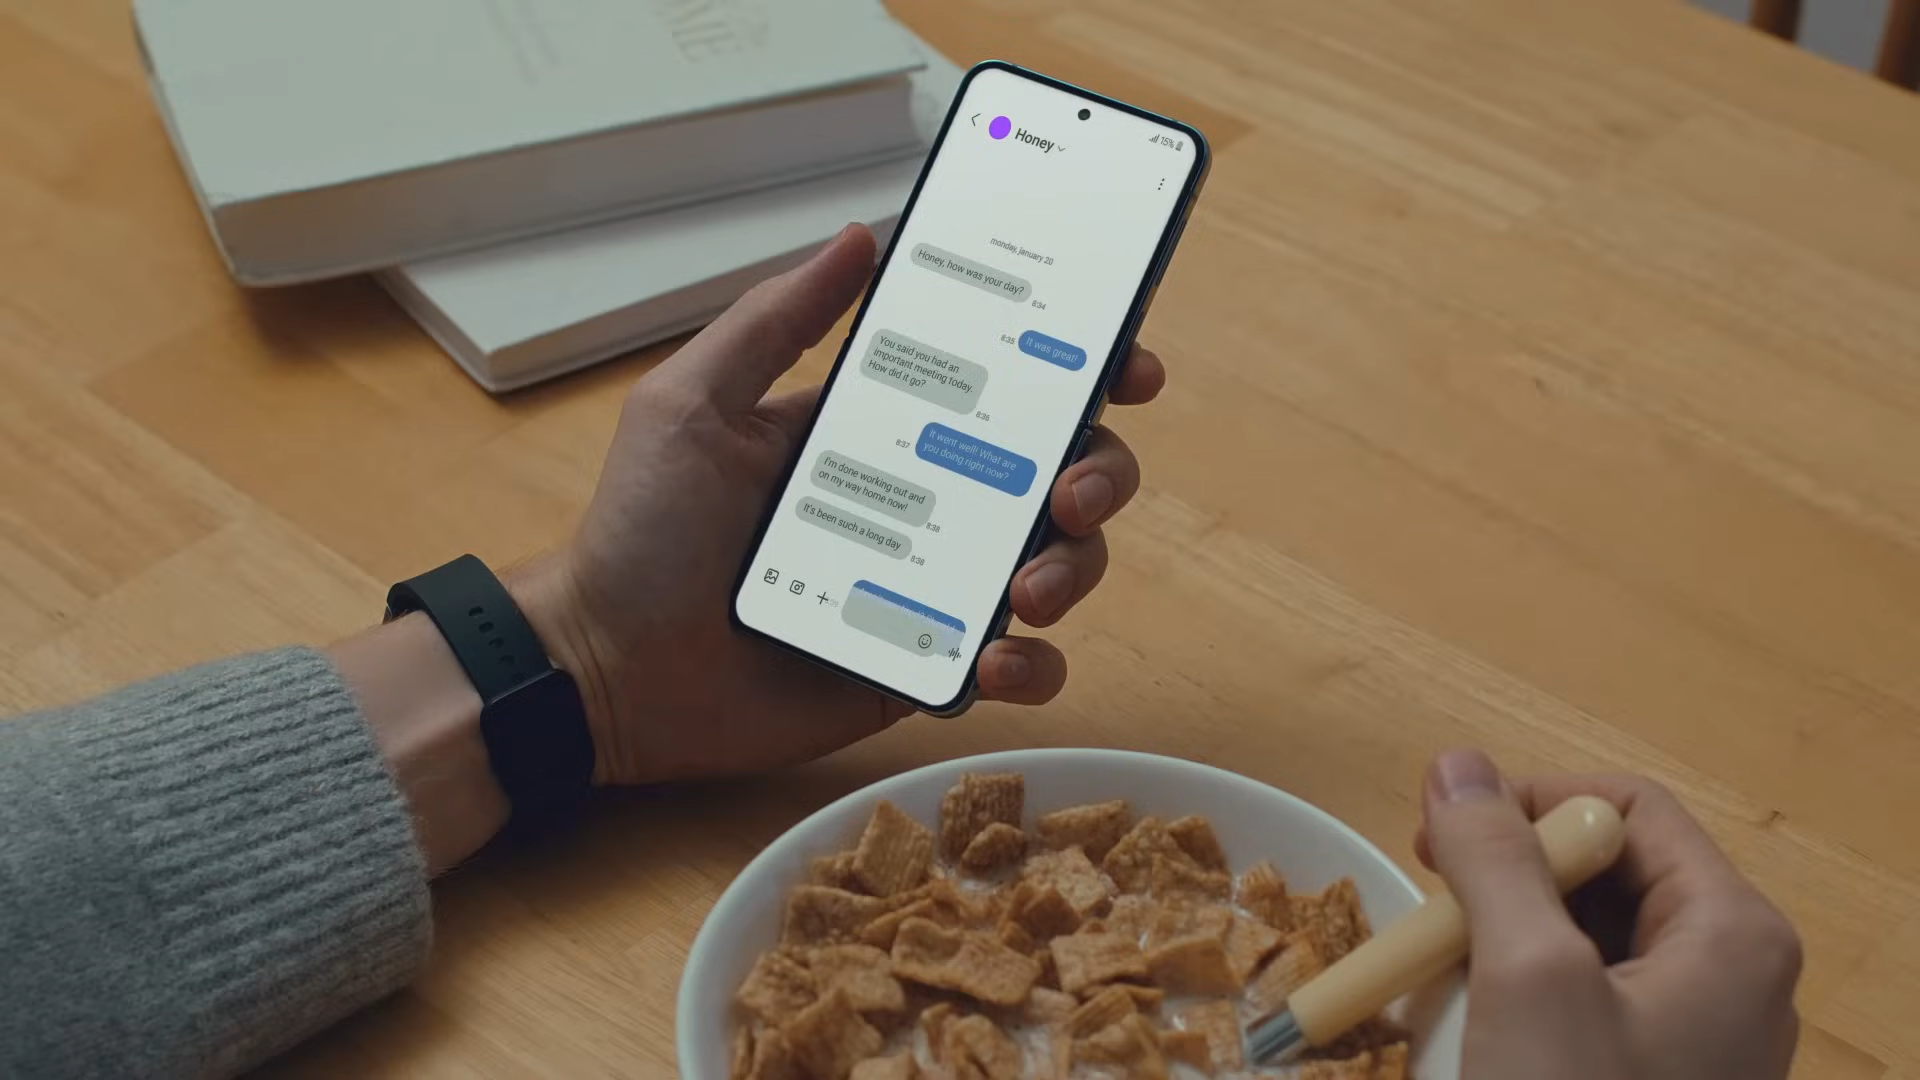 Honey
15%
monday, january 20
Honey, how was your day?
8:34
8:35
It was great!
You said you had an
important meeting today.
How did it go?
8:36
8:37
It went well! What are
you doing right now?
I'm done working out and
on my way home now!
8:38
It's been such a long day
8:38